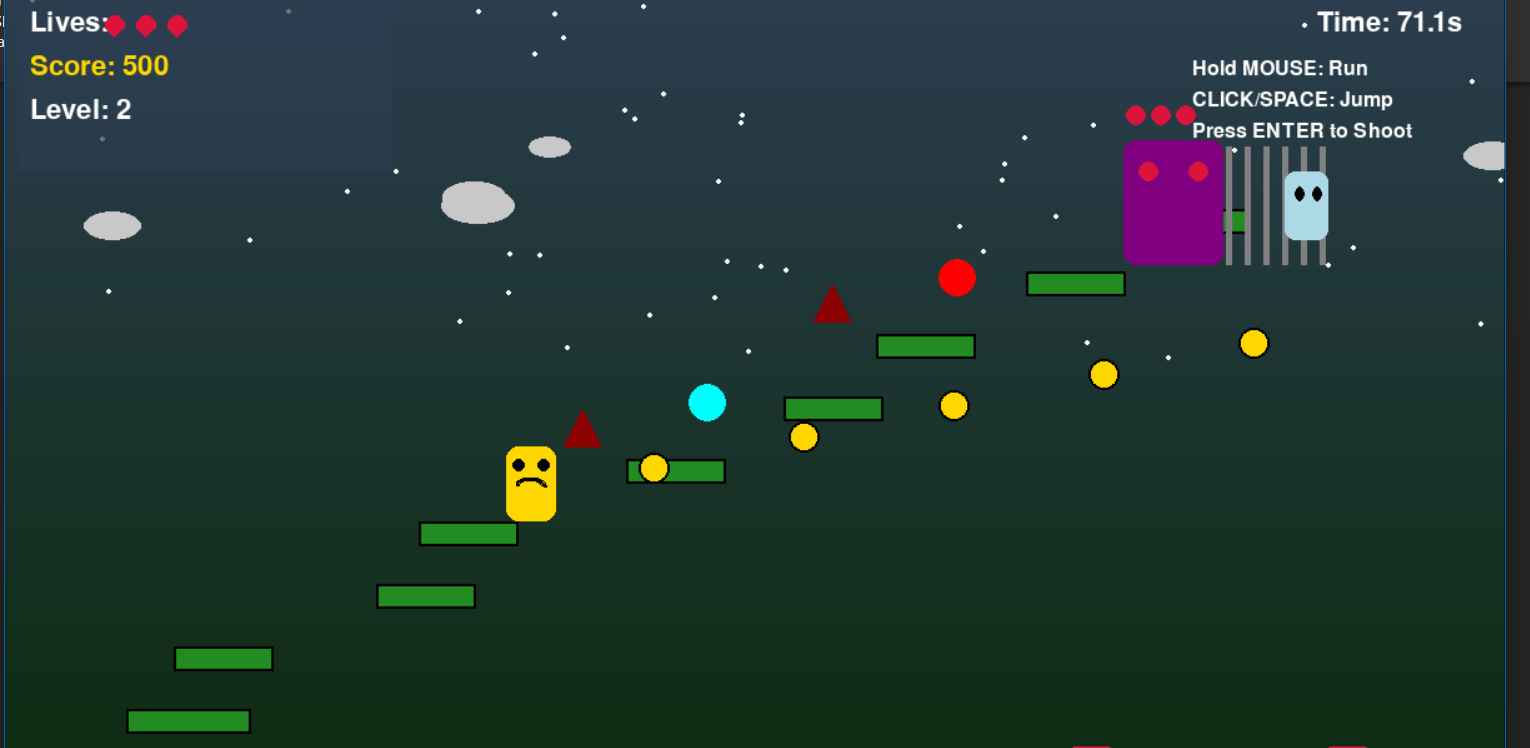 Lives:
Score: 500
Level: 2
Time: 71.1s
Hold MOUSE: Run
CLICK/SPACE: Jump
Press ENTER to Shoot